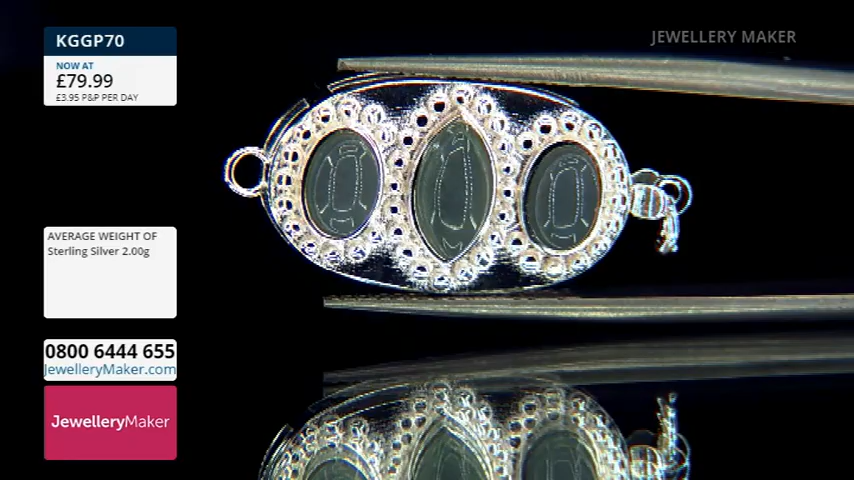 KGGP70
NOW AT
£79.99
£3.95 P&P PER DAY
JEWELLERY MAKER
AVERAGE WEIGHT OF
Sterling Silver 2.00g
0800 6444 655
JewelleryMaker.com
JewelleryMaker